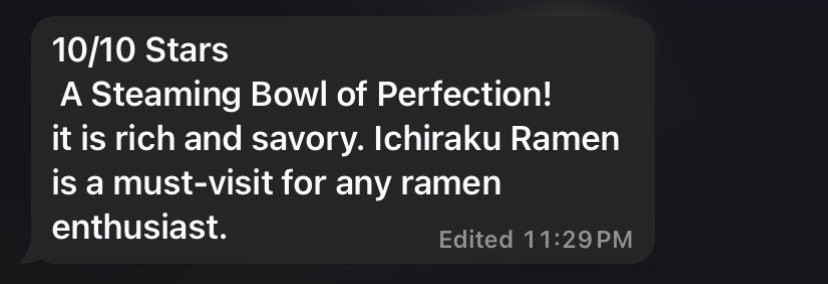 10/10 Stars
A Steaming Bowl of Perfection!
it is rich and savory. Ichiraku Ramen
is a must-visit for any ramen
enthusiast.
Edited 11:29 PM